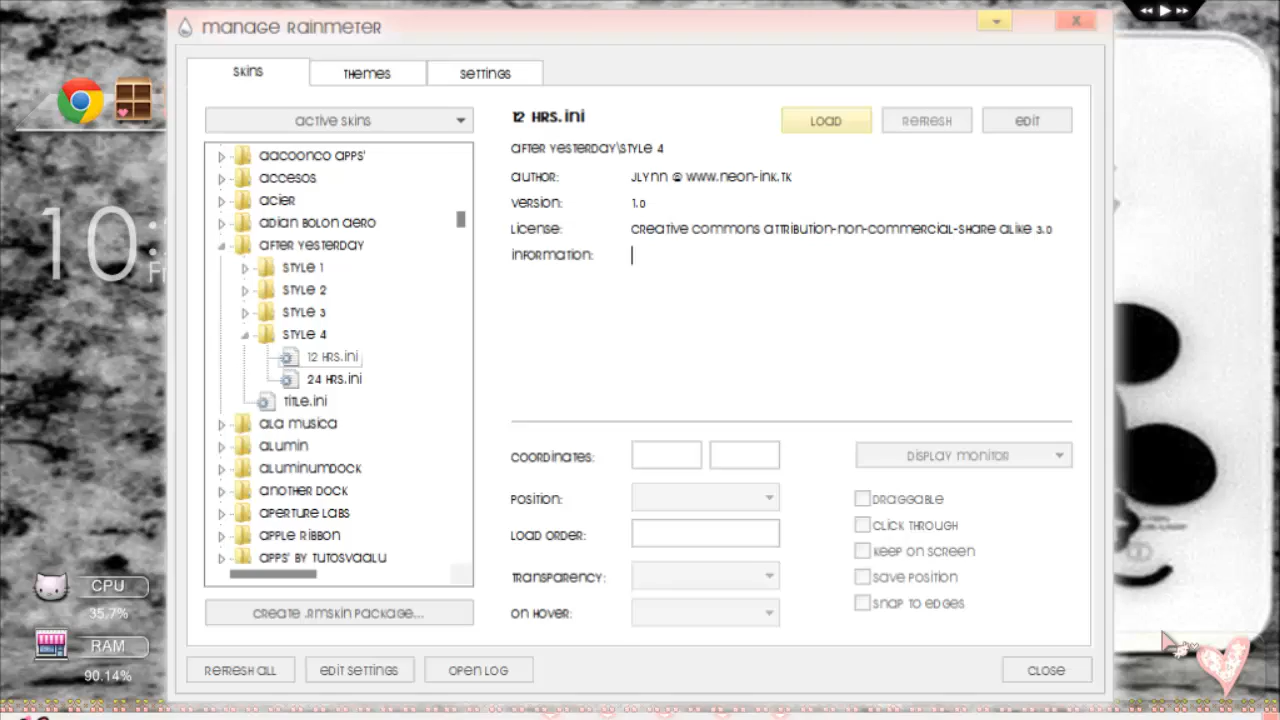 manage rainmeter
skins
themes
settings
active skins
aacoonco apps'
accesos
acier
adian bolon aero
after yesterday
style 1
style 2
style 3
style 4
12 hrs.ini
24 hrs.ini
title.ini
ala musica
alumin
aluminumdock
another dock
aperture labs
apple ribbon
apps' by tutosvaalu
create .rmskin package...
12 hrs.ini
load
refresh
edit
after yesterday\style 4
author: jlynn @ www.neon-ink.tk
version: 1.0
license: creative commons attribution-non-commercial-share alike 3.0
information:
coordinates:
display monitor
position:
draggable
load order:
click through
keep on screen
transparency:
save position
on hover:
snap to edges
refresh all
edit settings
open log
close
10:
Fr
CPU
35.7%
RAM
90.14%